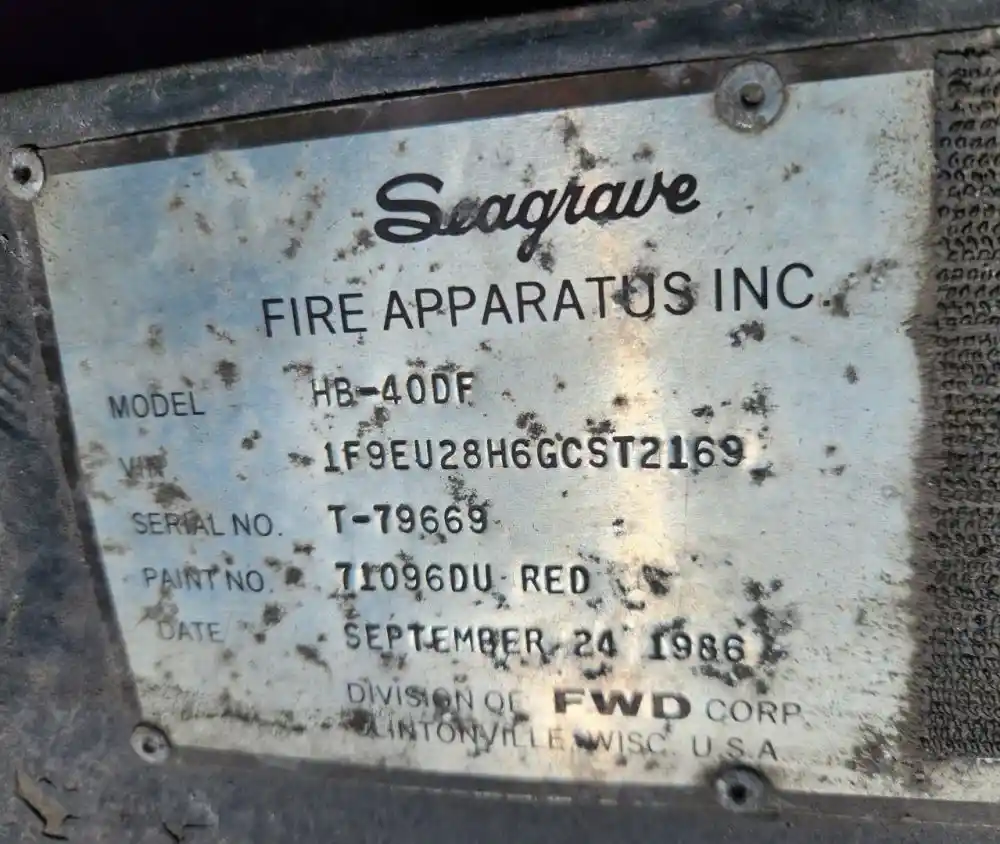 Seagrave
FIRE APPARATUS INC.
MODEL HB-40DF
VIN 1F9EU28H6GCST2169
SERIAL NO. T-79669
PAINT NO. 71096DU RED
DATE SEPTEMBER 24 1986
DIVISION OF FWD CORP.
CLINTONVILLE, WISC. U.S.A